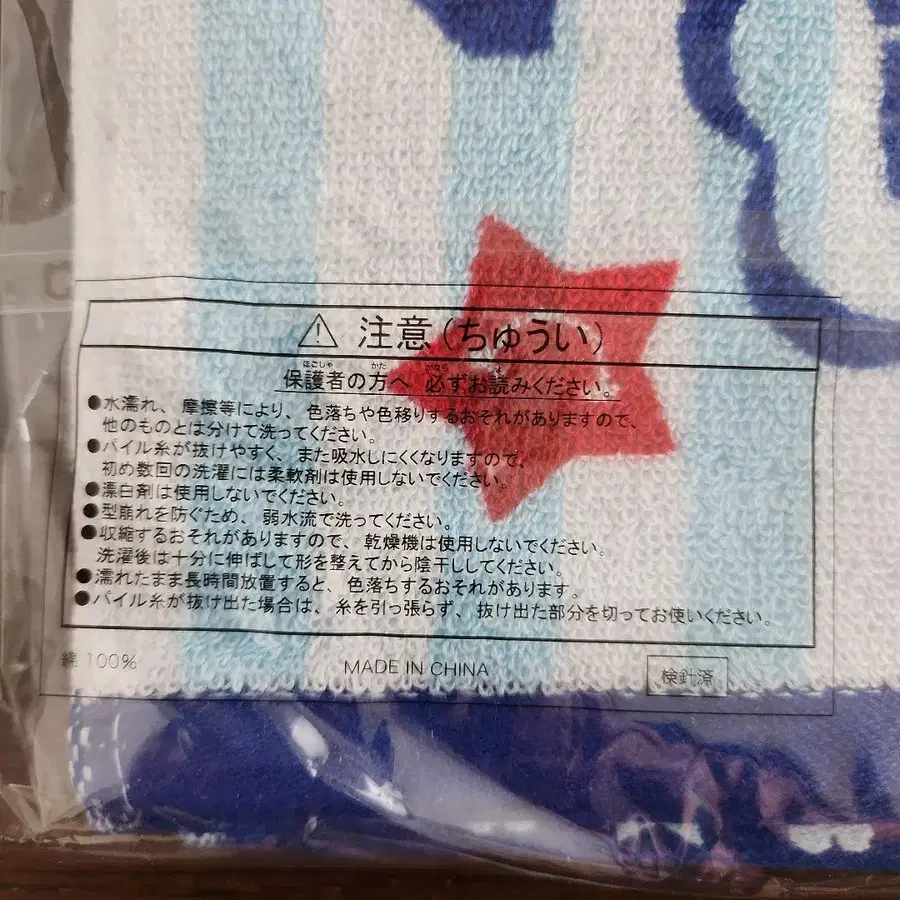 注意(ちゅうい)
ほごしゃ かた かなら よ
保護者の方へ 必ずお読みください。
●水濡れ、摩擦等により、色落ちや色移りするおそれがありますので、
他のものとは分けて洗ってください。
●パイル糸が抜けやすく、また吸水しにくくなりますので、
初め数回の洗濯には柔軟剤は使用しないでください。
●漂白剤は使用しないでください。
●型崩れを防ぐため、弱水流で洗ってください。
●収縮するおそれがありますので、乾燥機は使用しないでください。
洗濯後は十分に伸ばして形を整えてから陰干ししてください。
●濡れたまま長時間放置すると、色落ちするおそれがあります。
●パイル糸が抜け出た場合は、糸を引っ張らず、抜け出た部分を切ってお使いください。
綿 100% MADE IN CHINA 検針済